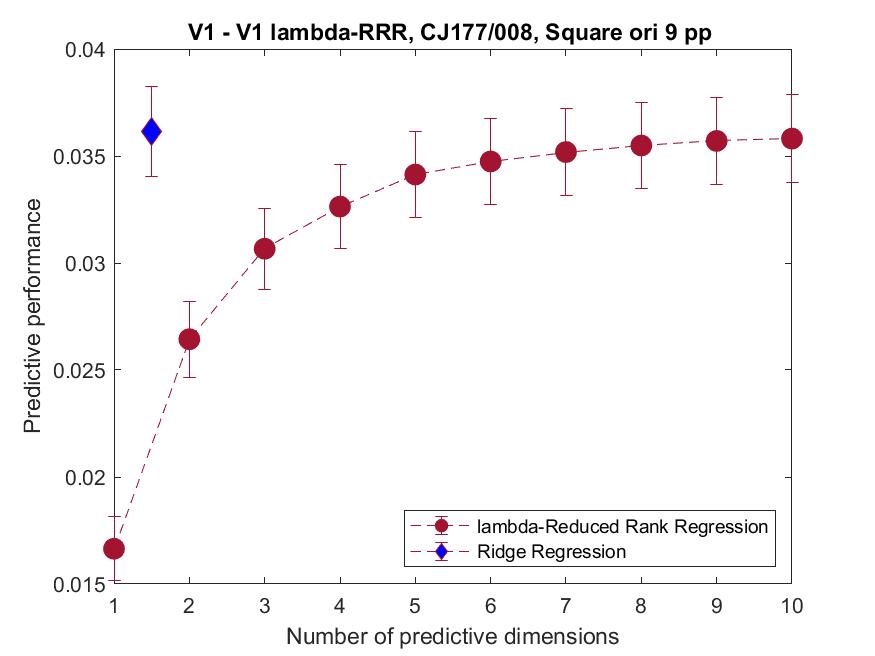 V1 - V1 lambda-RRR, CJ177/008, Square ori 9 pp
0.04
0.035
0.03
0.025
0.02
0.015
Predictive performance
lambda-Reduced Rank Regression
Ridge Regression
1 2 3 4 5 6 7 8 9 10
Number of predictive dimensions